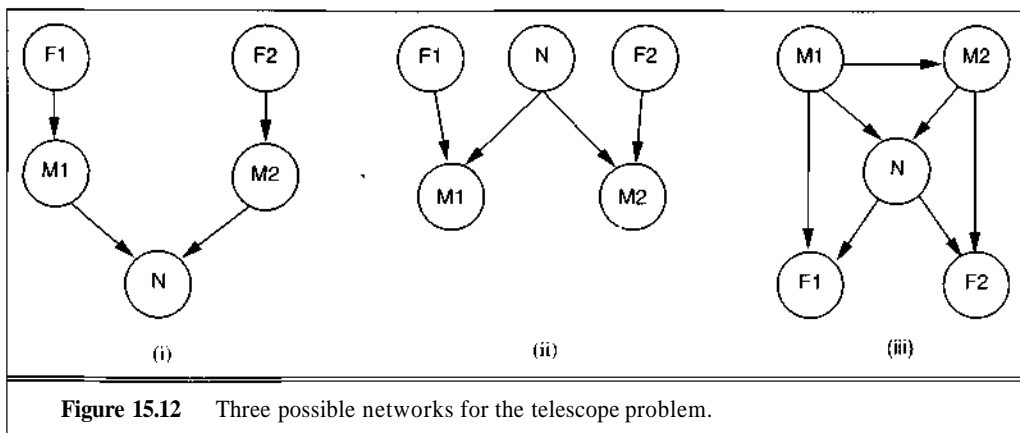 F1 F2 F1 N F2 M1 M2
M1 M2 M1 M2 N
N F1 F2
(i) (ii) (iii)
Figure 15.12 Three possible networks for the telescope problem.